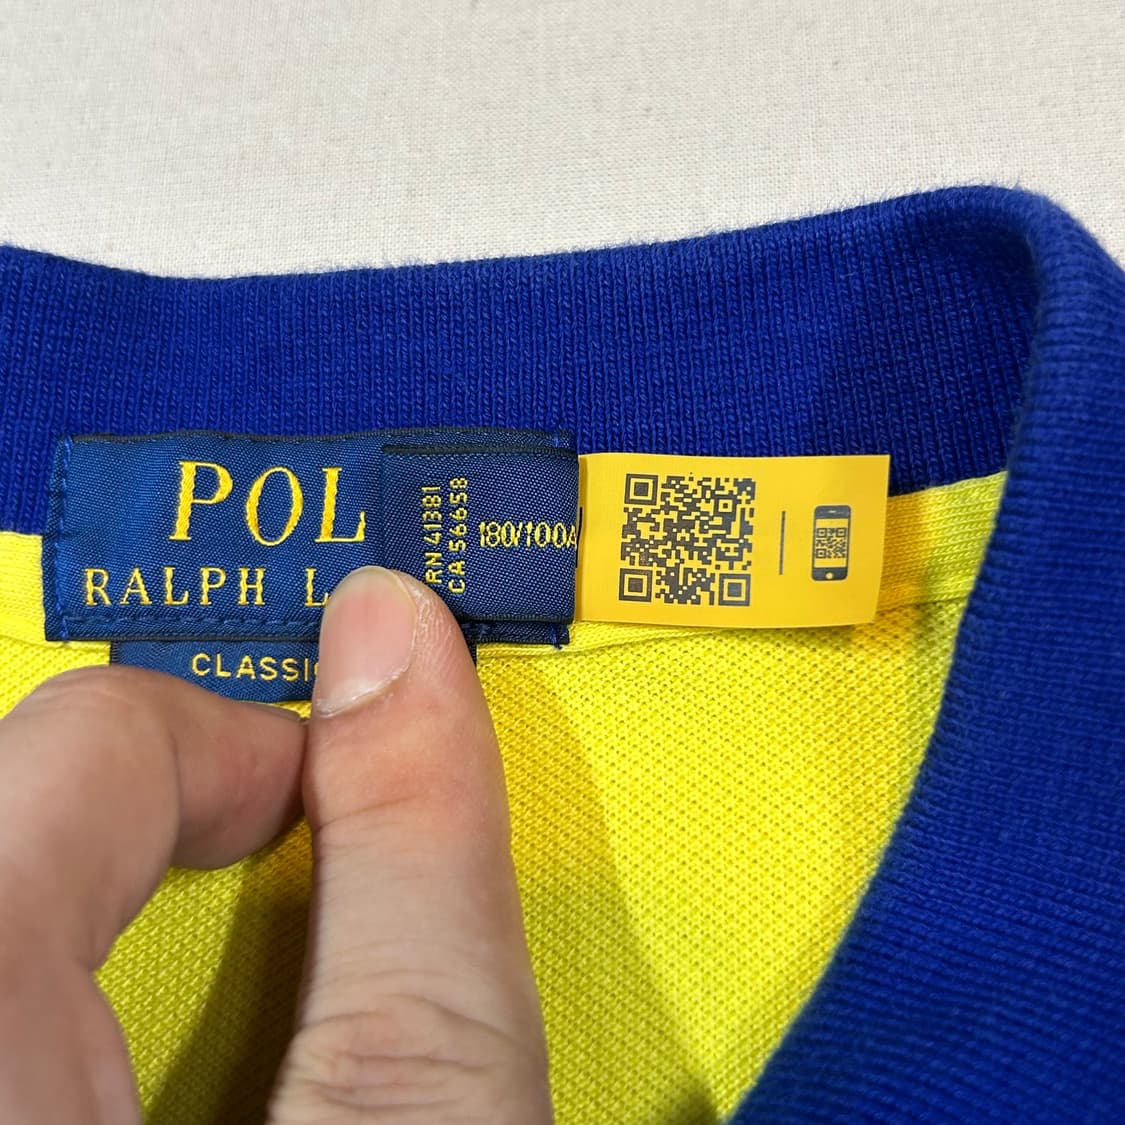 POL
RALPH L
CLASSIC
RN 41381
CA 56658
180/100A